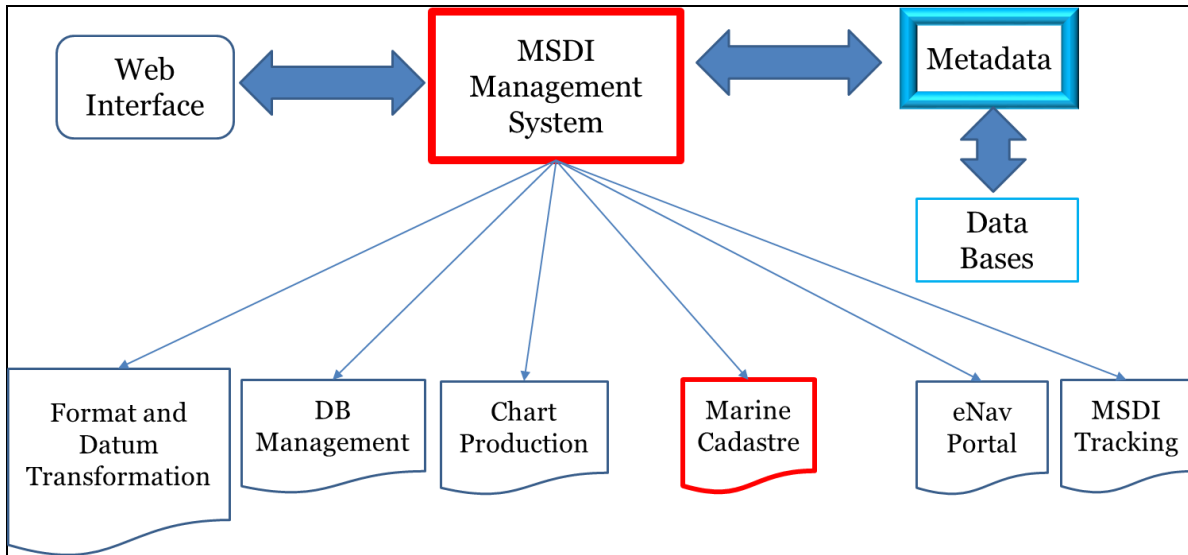 Web
Interface
MSDI
Management
System
Metadata
Data
Bases
Format and
Datum
Transformation
DB
Management
Chart
Production
Marine
Cadastre
eNav
Portal
MSDI
Tracking